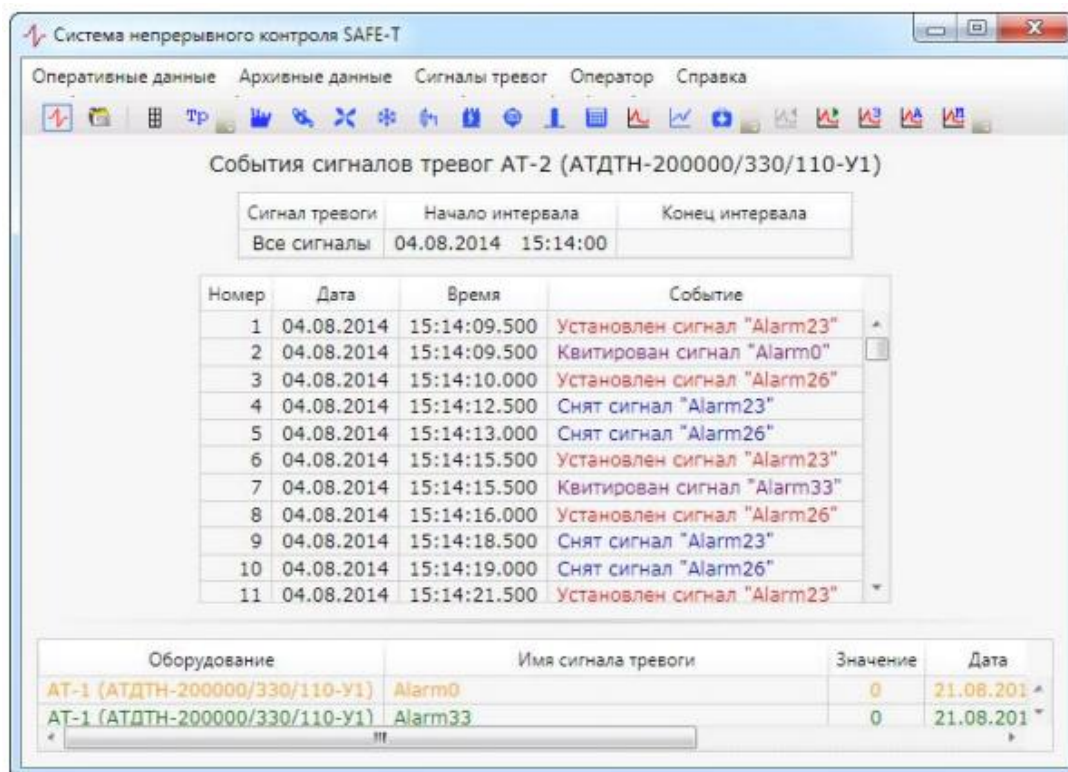 Система непрерывного контроля SAFE-T
Оперативные данные Архивные данные Сигналы тревог Оператор Справка
Тр
События сигналов тревог АТ-2 (АТДТН-200000/330/110-У1)
Сигнал тревоги Начало интервала Конец интервала
Все сигналы 04.08.2014 15:14:00
Номер Дата Время Событие
1 04.08.2014 15:14:09.500 Установлен сигнал "Alarm23"
2 04.08.2014 15:14:09.500 Квитирован сигнал "Alarm0"
3 04.08.2014 15:14:10.000 Установлен сигнал "Alarm26"
4 04.08.2014 15:14:12.500 Снят сигнал "Alarm23"
5 04.08.2014 15:14:13.000 Снят сигнал "Alarm26"
6 04.08.2014 15:14:15.500 Установлен сигнал "Alarm23"
7 04.08.2014 15:14:15.500 Квитирован сигнал "Alarm33"
8 04.08.2014 15:14:16.000 Установлен сигнал "Alarm26"
9 04.08.2014 15:14:18.500 Снят сигнал "Alarm23"
10 04.08.2014 15:14:19.000 Снят сигнал "Alarm26"
11 04.08.2014 15:14:21.500 Установлен сигнал "Alarm23"
Оборудование Имя сигнала тревоги Значение Дата
АТ-1 (АТДТН-200000/330/110-У1) Alarm0 0 21.08.201
АТ-1 (АТДТН-200000/330/110-У1) Alarm33 0 21.08.201